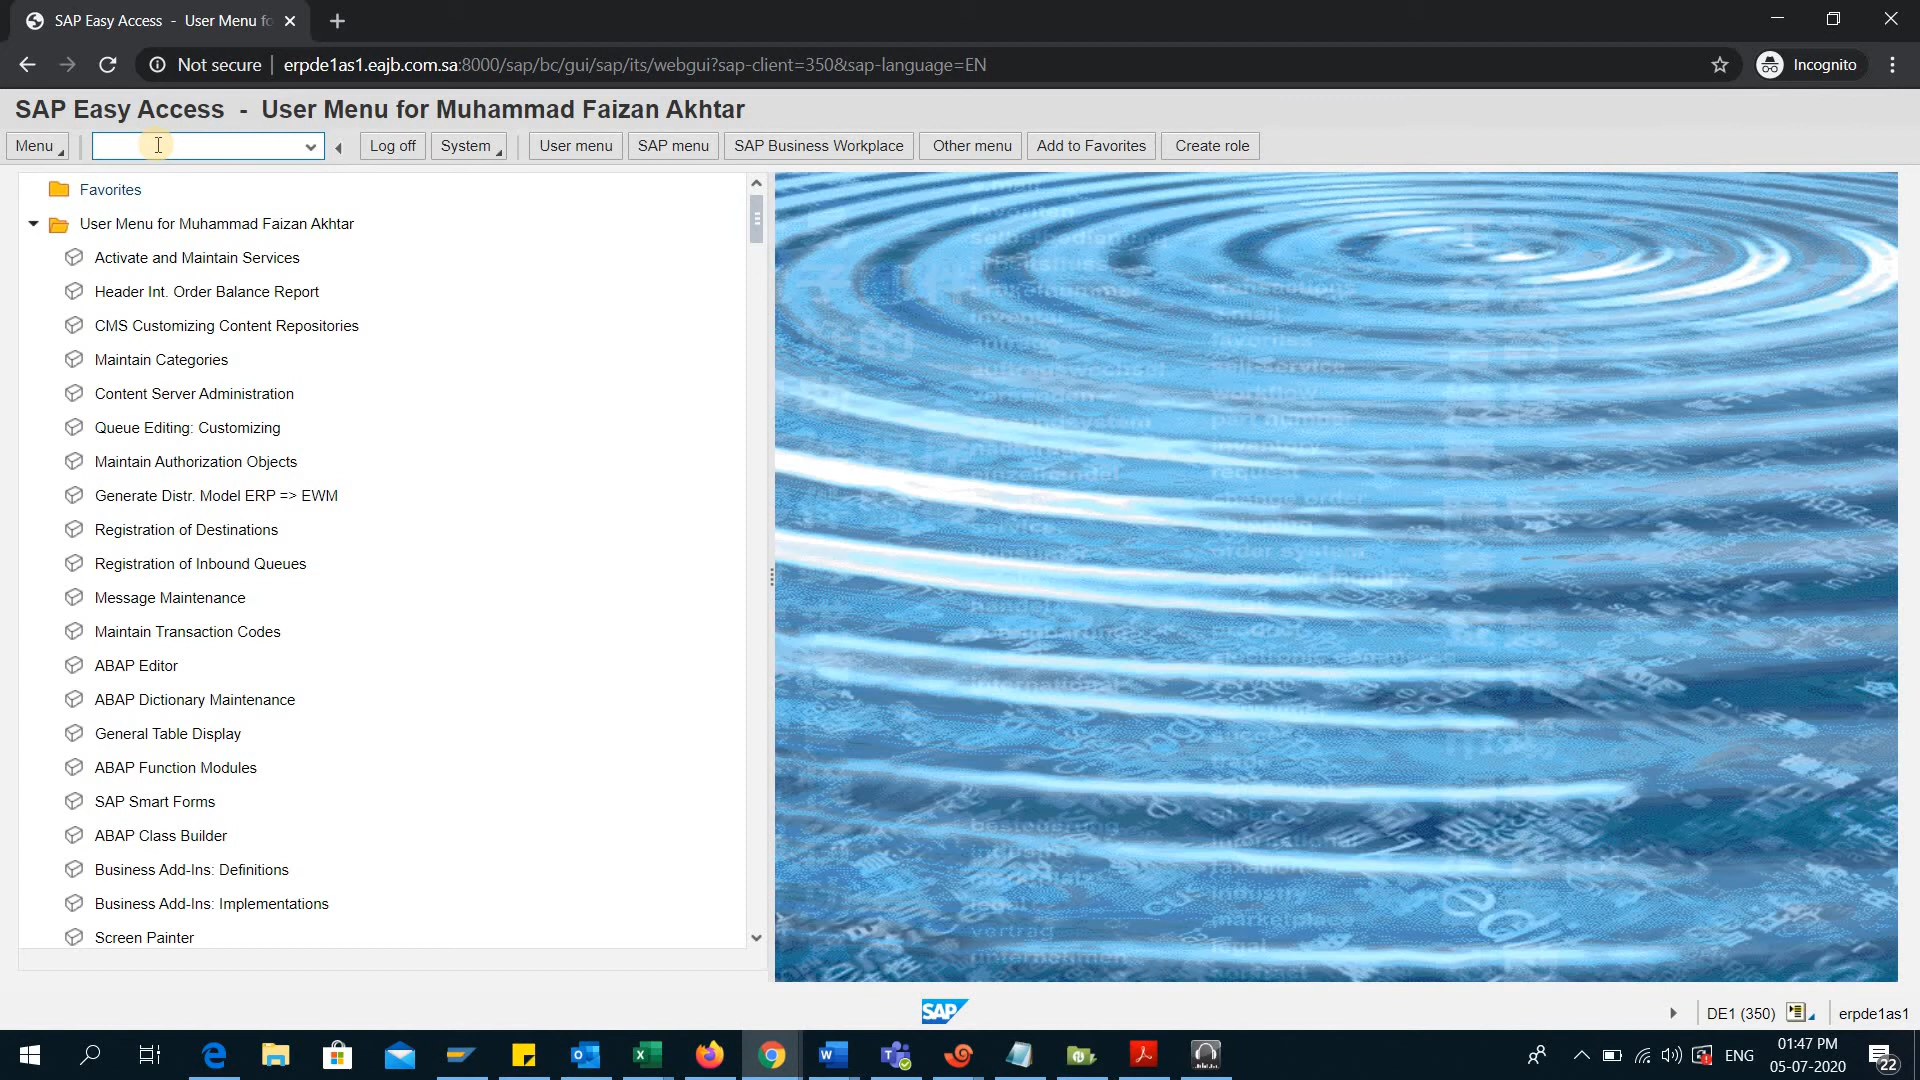 SAP Easy Access - User Menu fo
Not secure erpde1as1.eajb.com.sa:8000/sap/bc/gui/sap/its/webgui?sap-client=350&sap-language=EN
Incognito
SAP Easy Access - User Menu for Muhammad Faizan Akhtar
Menu Log off System User menu SAP menu SAP Business Workplace Other menu Add to Favorites Create role
Favorites
User Menu for Muhammad Faizan Akhtar
Activate and Maintain Services
Header Int. Order Balance Report
CMS Customizing Content Repositories
Maintain Categories
Content Server Administration
Queue Editing: Customizing
Maintain Authorization Objects
Generate Distr. Model ERP => EWM
Registration of Destinations
Registration of Inbound Queues
Message Maintenance
Maintain Transaction Codes
ABAP Editor
ABAP Dictionary Maintenance
General Table Display
ABAP Function Modules
SAP Smart Forms
ABAP Class Builder
Business Add-Ins: Definitions
Business Add-Ins: Implementations
Screen Painter
SAP
DE1 (350) erpde1as1
ENG
01:47 PM
05-07-2020
22